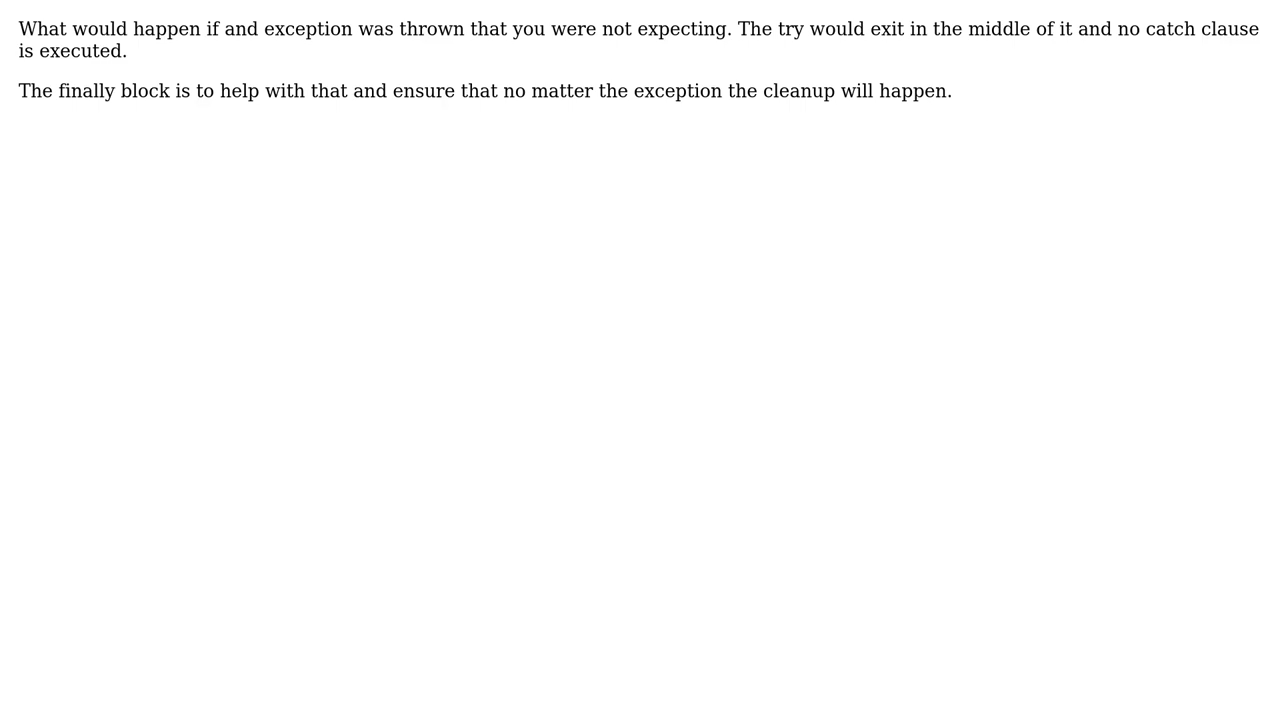 What would happen if and exception was thrown that you were not expecting. The try would exit in the middle of it and no catch clause
is executed.
The finally block is to help with that and ensure that no matter the exception the cleanup will happen.